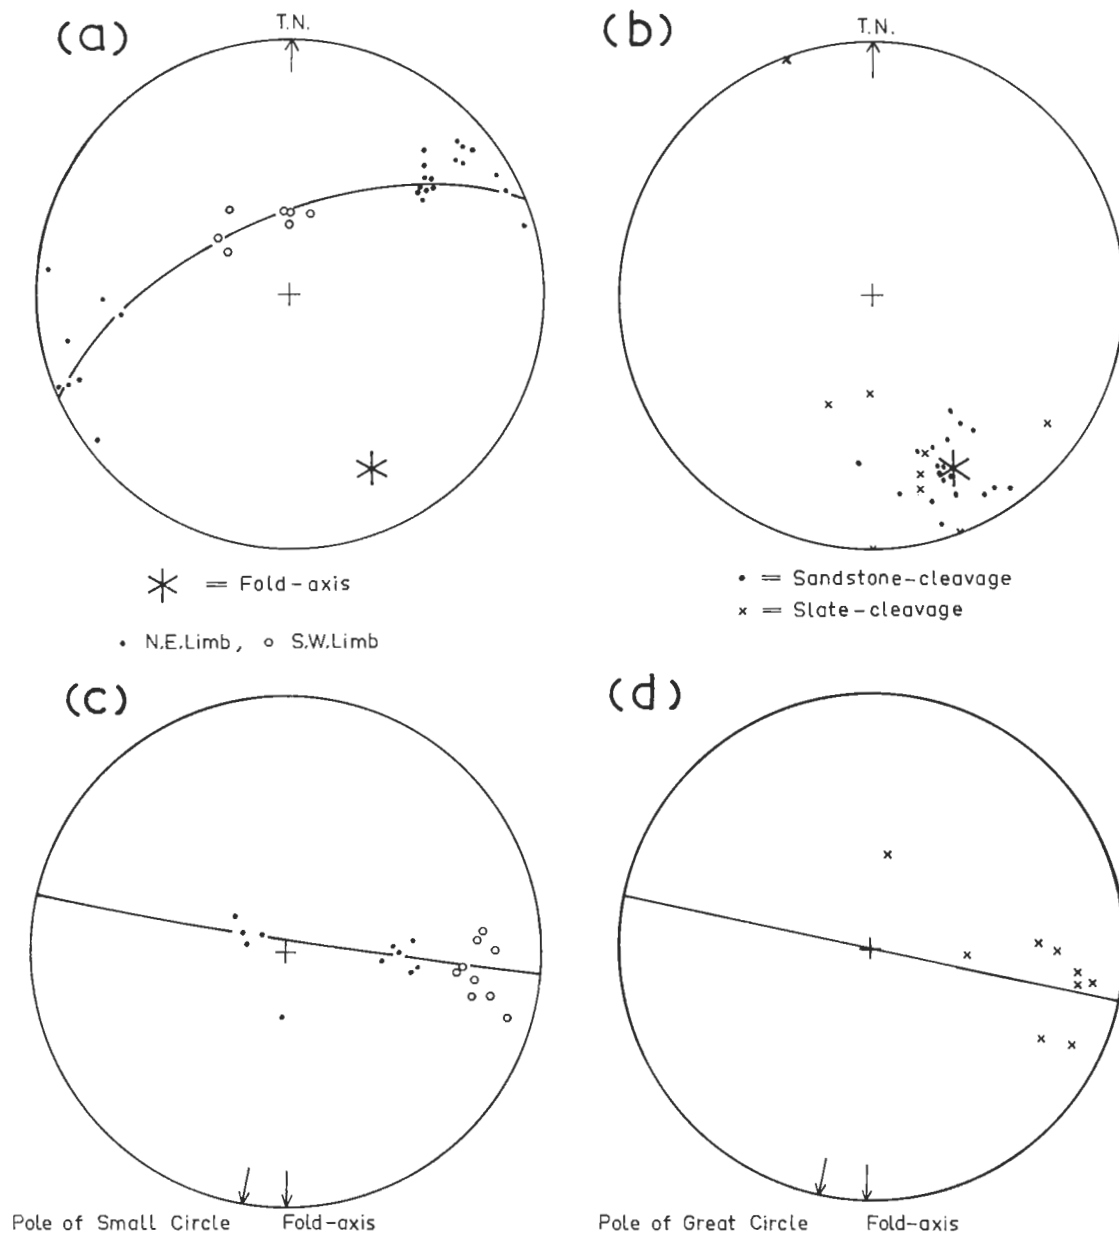 (a)
T.N.
(b)
T.N.
= Fold-axis
• N.E.Limb, o S.W.Limb
• = Sandstone-cleavage
x = Slate-cleavage
(c)
(d)
Pole of Small Circle Fold-axis
Pole of Great Circle Fold-axis